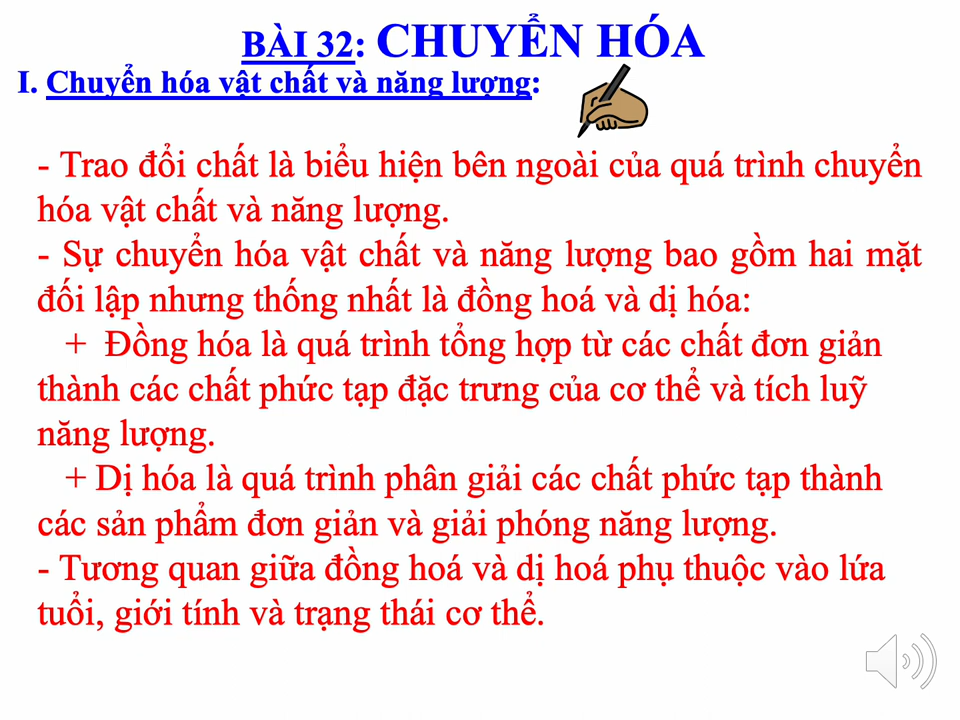 BÀI 32: CHUYỂN HÓA
I. Chuyển hóa vật chất và năng lượng:
- Trao đổi chất là biểu hiện bên ngoài của quá trình chuyển
hóa vật chất và năng lượng.
- Sự chuyển hóa vật chất và năng lượng bao gồm hai mặt
đối lập nhưng thống nhất là đồng hoá và dị hóa:
+ Đồng hóa là quá trình tổng hợp từ các chất đơn giản
thành các chất phức tạp đặc trưng của cơ thể và tích luỹ
năng lượng.
+ Dị hóa là quá trình phân giải các chất phức tạp thành
các sản phẩm đơn giản và giải phóng năng lượng.
- Tương quan giữa đồng hoá và dị hoá phụ thuộc vào lứa
tuổi, giới tính và trạng thái cơ thể.